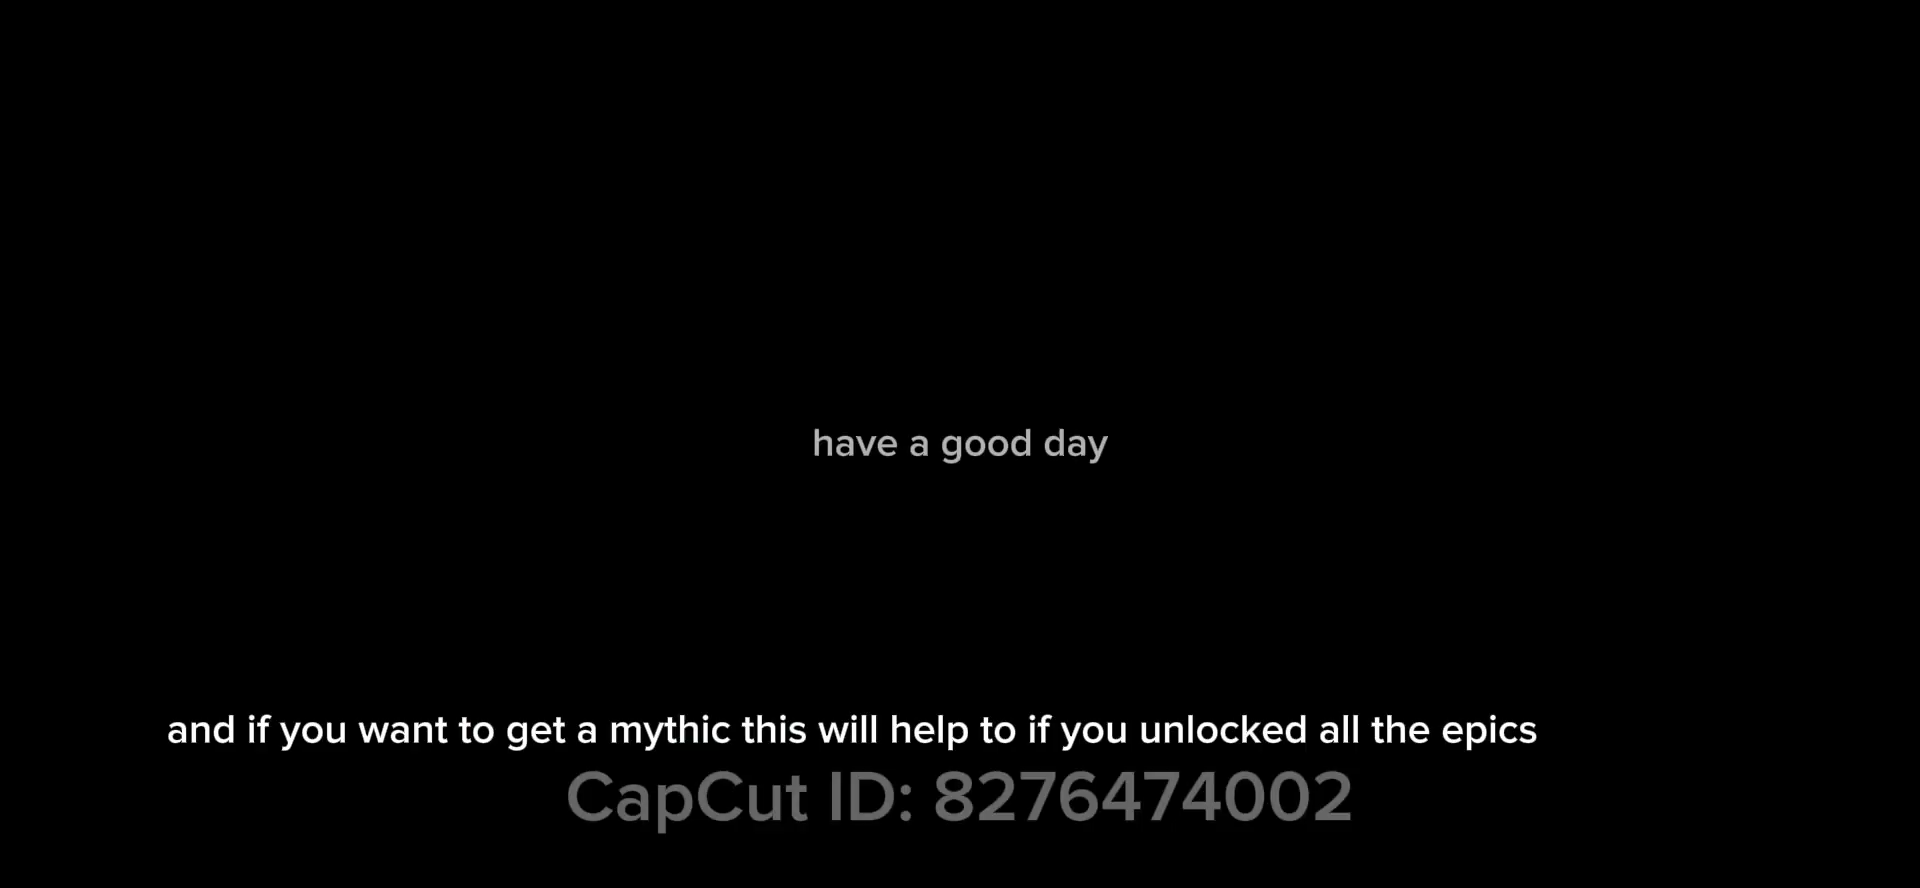 have a good day
and if you want to get a mythic this will help to if you unlocked all the epics
CapCut ID: 8276474002